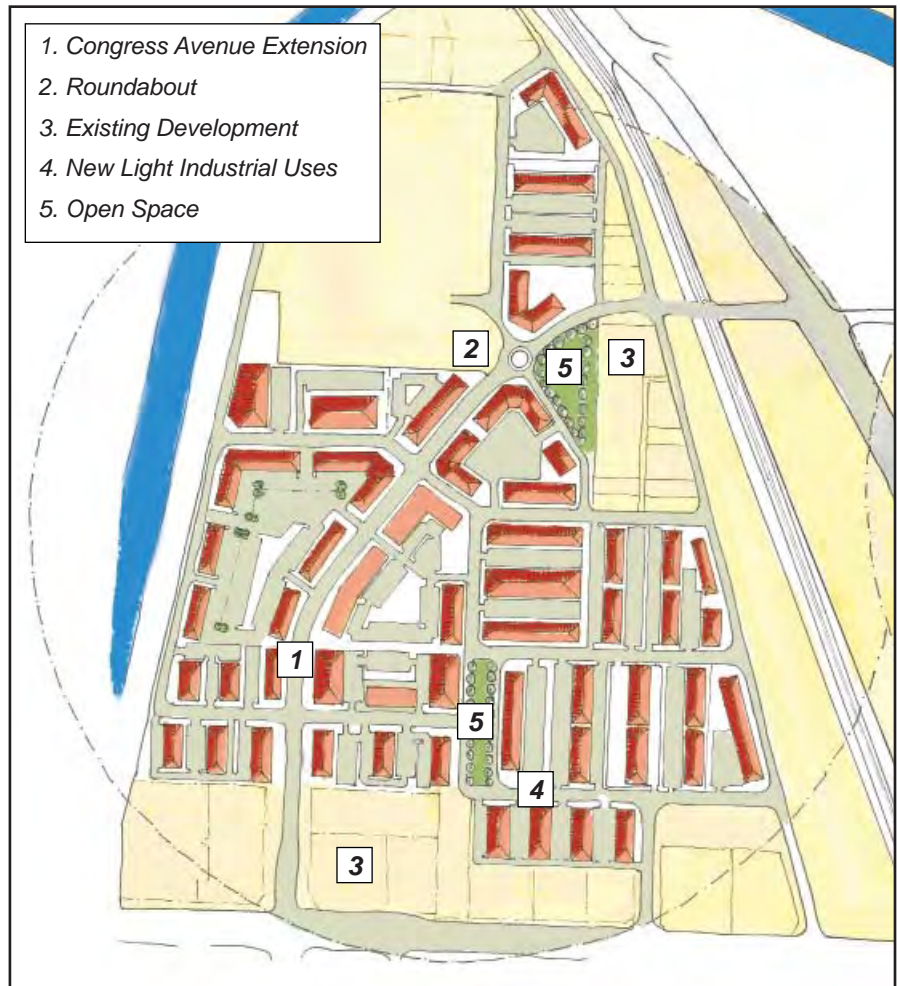 1. Congress Avenue Extension
2. Roundabout
3. Existing Development
4. New Light Industrial Uses
5. Open Space
2
5
3
1
5
4
3